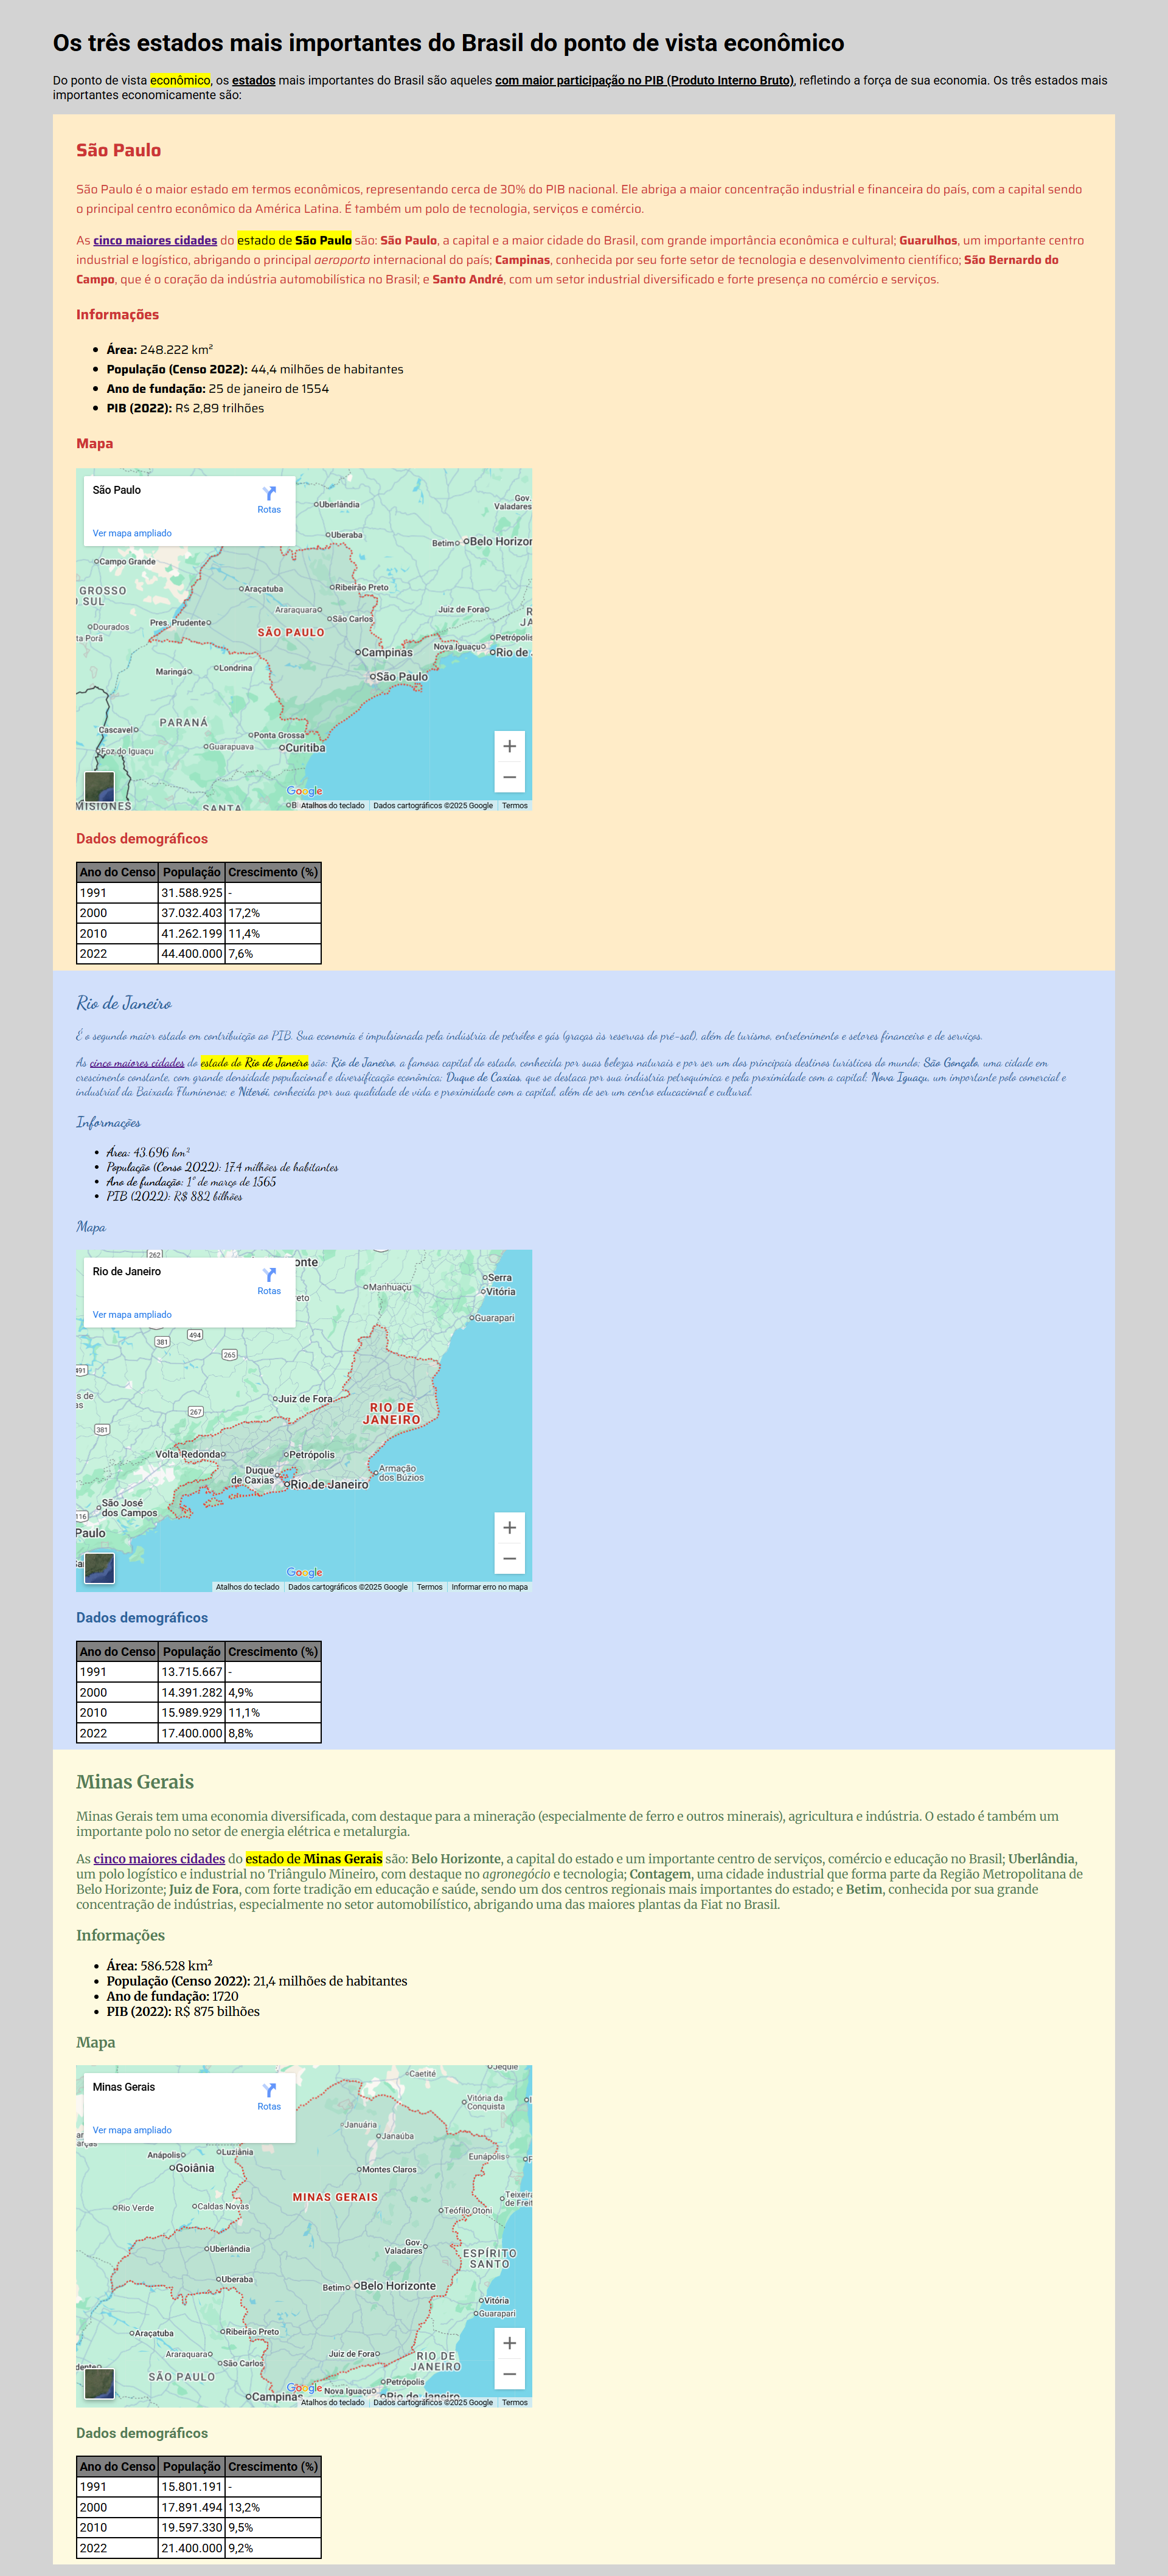 Os três estados mais importantes do Brasil do ponto de vista econômico
Do ponto de vista econômico, os estados mais importantes do Brasil são aqueles com maior participação no PIB (Produto Interno Bruto), refletindo a força de sua economia. Os três estados mais
importantes economicamente são:
São Paulo
São Paulo é o maior estado em termos econômicos, representando cerca de 30% do PIB nacional. Ele abriga a maior concentração industrial e financeira do país, com a capital sendo
o principal centro econômico da América Latina. É também um polo de tecnologia, serviços e comércio.
As cinco maiores cidades do estado de São Paulo são: São Paulo, a capital e a maior cidade do Brasil, com grande importância econômica e cultural; Guarulhos, um importante centro
industrial e logístico, abrigando o principal aeroporto internacional do país; Campinas, conhecida por seu forte setor de tecnologia e desenvolvimento científico; São Bernardo do
Campo, que é o coração da indústria automobilística no Brasil; e Santo André, com um setor industrial diversificado e forte presença no comércio e serviços.
Informações
• Área: 248.222 km²
• População (Censo 2022): 44,4 milhões de habitantes
• Ano de fundação: 25 de janeiro de 1554
• PIB (2022): R$ 2,89 trilhões
Mapa
São Paulo
Rotas
Ver mapa ampliado
Uberlândia
Gov.
Valadares
Uberaba
Betim
Belo Horizor
Campo Grande
GROSSO
O SUL
Araçatuba
Ribeirão Preto
Araraquara
Juiz de Fora
R
JA
Dourados
Pres. Prudente
São Carlos
ta Porã
SÃO PAULO
Petrópolis
Campinas
Nova Iguaçu
Rio de
Maringá
Londrina
São Paulo
PARANÁ
Cascavel
Ponta Grossa
Foz do Iguaçu
Guarapuava
Curitiba
MISIONES
SANTA
B
Google
Atalhos do teclado
Dados cartográficos ©2025 Google
Termos
Dados demográficos
Ano do Censo População Crescimento (%)
1991 31.588.925 -
2000 37.032.403 17,2%
2010 41.262.199 11,4%
2022 44.400.000 7,6%
Rio de Janeiro
É o segundo maior estado em contribuição ao PIB. Sua economia é impulsionada pela indústria de petróleo e gás (graças às reservas do pré-sal), além de turismo, entretenimento e setores financeiro e de serviços.
As cinco maiores cidades do estado do Rio de Janeiro são: Rio de Janeiro, a famosa capital do estado, conhecida por suas belezas naturais e por ser um dos principais destinos turísticos do mundo; São Gonçalo, uma cidade em
crescimento constante, com grande densidade populacional e diversificação econômica; Duque de Caxias, que se destaca por sua indústria petroquímica e pela proximidade com a capital; Nova Iguaçu, um importante polo comercial e
industrial da Baixada Fluminense; e Niterói, conhecida por sua qualidade de vida e proximidade com a capital, além de ser um centro educacional e cultural.
Informações
• Área: 43.696 km²
• População (Censo 2022): 17,4 milhões de habitantes
• Ano de fundação: 1º de março de 1565
• PIB (2022): R$ 882 bilhões
Mapa
262
Rio de Janeiro
Rotas
Ver mapa ampliado
onte
reto
Manhuaçu
Serra
Vitória
Guarapari
494
381
265
491
s de
as
Juiz de Fora
267
RIO DE
JANEIRO
381
Volta Redonda
Petrópolis
Duque
de Caxias
Armação
dos Búzios
Rio de Janeiro
São José
dos Campos
116
Paulo
Sa
Google
Atalhos do teclado
Dados cartográficos ©2025 Google
Termos
Informar erro no mapa
Dados demográficos
Ano do Censo População Crescimento (%)
1991 13.715.667 -
2000 14.391.282 4,9%
2010 15.989.929 11,1%
2022 17.400.000 8,8%
Minas Gerais
Minas Gerais tem uma economia diversificada, com destaque para a mineração (especialmente de ferro e outros minerais), agricultura e indústria. O estado é também um
importante polo no setor de energia elétrica e metalurgia.
As cinco maiores cidades do estado de Minas Gerais são: Belo Horizonte, a capital do estado e um importante centro de serviços, comércio e educação no Brasil; Uberlândia,
um polo logístico e industrial no Triângulo Mineiro, com destaque no agronegócio e tecnologia; Contagem, uma cidade industrial que forma parte da Região Metropolitana de
Belo Horizonte; Juiz de Fora, com forte tradição em educação e saúde, sendo um dos centros regionais mais importantes do estado; e Betim, conhecida por sua grande
concentração de indústrias, especialmente no setor automobilístico, abrigando uma das maiores plantas da Fiat no Brasil.
Informações
• Área: 586.528 km²
• População (Censo 2022): 21,4 milhões de habitantes
• Ano de fundação: 1720
• PIB (2022): R$ 875 bilhões
Mapa
Minas Gerais
Rotas
Ver mapa ampliado
Jequié
Caetité
Vitória da
Conquista
Januária
Janaúba
Anápolis
Luziânia
Eunápolis
Goiânia
Montes Claros
MINAS GERAIS
Teixeira
de Freit
Rio Verde
Caldas Novas
Teófilo Otoni
Uberlândia
Gov.
Valadares
ESPÍRITO
SANTO
Uberaba
Betim
Belo Horizonte
Vitória
Guarapari
Araçatuba
Ribeirão Preto
Araraquara
São Carlos
Juiz de Fora
RIO DE
JANEIRO
dente
SÃO PAULO
Petrópolis
Campinas
Nova Iguaçu
Rio de Janeiro
Google
Atalhos do teclado
Dados cartográficos ©2025 Google
Termos
Dados demográficos
Ano do Censo População Crescimento (%)
1991 15.801.191 -
2000 17.891.494 13,2%
2010 19.597.330 9,5%
2022 21.400.000 9,2%